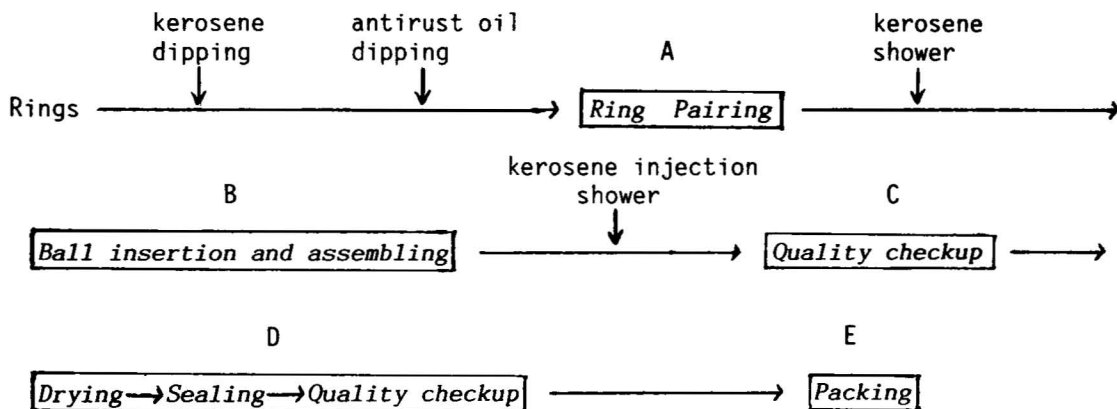 kerosene dipping
antirust oil dipping
A
kerosene shower
Rings
Ring Pairing
B
kerosene injection shower
C
Ball insertion and assembling
Quality checkup
D
E
Drying → Sealing → Quality checkup
Packing